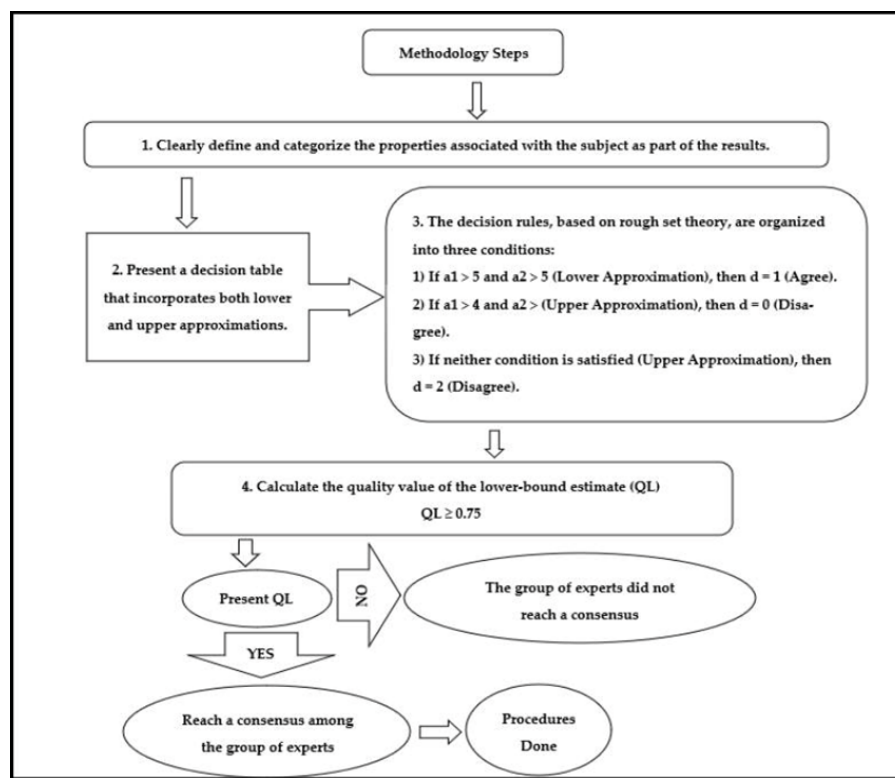 Methodology Steps
1. Clearly define and categorize the properties associated with the subject as part of the results.
2. Present a decision table
that incorporates both lower
and upper approximations.
3. The decision rules, based on rough set theory, are organized
into three conditions:
1) If a1 > 5 and a2 > 5 (Lower Approximation), then d = 1 (Agree).
2) If a1 > 4 and a2 > (Upper Approximation), then d = 0 (Disa-
gree).
3) If neither condition is satisfied (Upper Approximation), then
d = 2 (Disagree).
4. Calculate the quality value of the lower-bound estimate (QL)
QL ≥ 0.75
Present QL
NO
The group of experts did not
reach a consensus
YES
Reach a consensus among
the group of experts
Procedures
Done